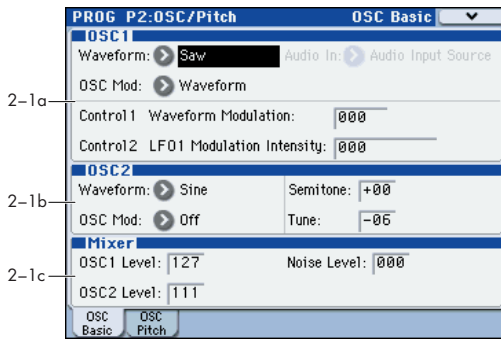 PROG P2:OSC/Pitch OSC Basic
OSC1
Waveform: Saw Audio In: Audio Input Source
OSC Mod: Waveform
2-1a
Control1 Waveform Modulation: 000
Control2 LFO1 Modulation Intensity: 000
OSC2
Waveform: Sine Semitone: +00
2-1b
OSC Mod: Off Tune: -06
Mixer
OSC1 Level: 127 Noise Level: 000
2-1c
OSC2 Level: 111
OSC Basic OSC Pitch